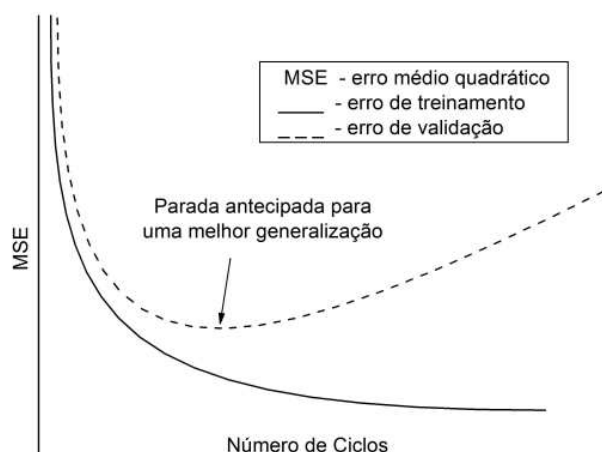 MSE - erro médio quadrático
- erro de treinamento
- erro de validação
Parada antecipada para
uma melhor generalização
MSE
Número de Ciclos